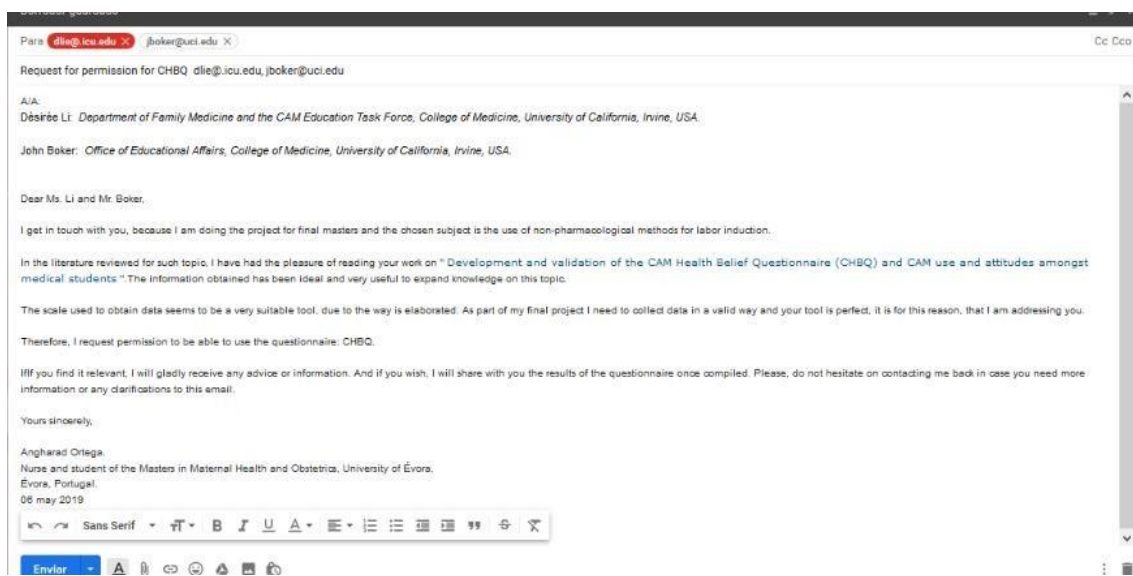 Para dlie@.icu.edu × jboker@uci.edu × Cc Cco
Request for permission for CHBQ dlie@.icu.edu, jboker@uci.edu
A/A:
Désirée Li: Department of Family Medicine and the CAM Education Task Force, College of Medicine, University of California, Irvine, USA.
John Boker: Office of Educational Affairs, College of Medicine, University of California, Irvine, USA.
Dear Ms. Li and Mr. Boker,
I get in touch with you, because I am doing the project for final masters and the chosen subject is the use of non-pharmacological methods for labor induction.
In the literature reviewed for such topic, I have had the pleasure of reading your work on " Development and validation of the CAM Health Belief Questionnaire (CHBQ) and CAM use and attitudes amongst
medical students ".The information obtained has been ideal and very useful to expand knowledge on this topic.
The scale used to obtain data seems to be a very suitable tool, due to the way is elaborated. As part of my final project I need to collect data in a valid way and your tool is perfect, it is for this reason, that I am addressing you.
Therefore, I request permission to be able to use the questionnaire: CHBQ.
IfIf you find it relevant, I will gladly receive any advice or information. And if you wish, I will share with you the results of the questionnaire once compiled. Please, do not hesitate on contacting me back in case you need more
information or any clarifications to this email.
Yours sincerely,
Angharad Ortega.
Nurse and student of the Masters in Maternal Health and Obstetrics, University of Évora.
Évora, Portugal.
06 may 2019
Sans Serif
Enviar